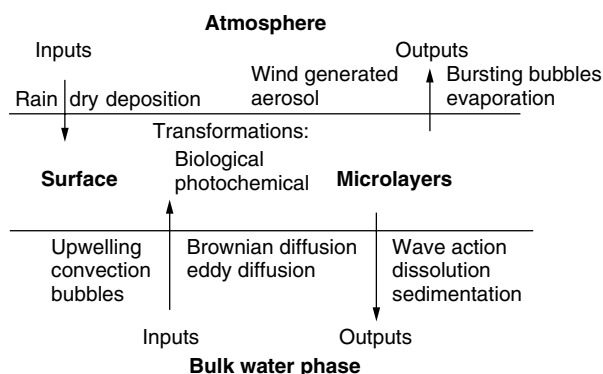 Atmosphere
Inputs
Outputs
Rain dry deposition
Wind generated
aerosol
Bursting bubbles
evaporation
Transformations:
Biological
photochemical
Surface
Microlayers
Upwelling
convection
bubbles
Brownian diffusion
eddy diffusion
Wave action
dissolution
sedimentation
Inputs
Outputs
Bulk water phase